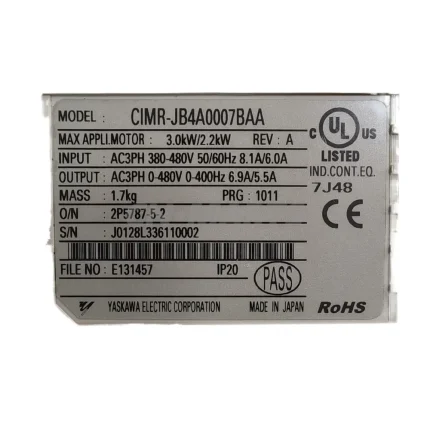 MODEL : CIMR-JB4A0007BAA
MAX APPLI.MOTOR : 3.0kW/2.2kW REV : A
INPUT : AC3PH 380-480V 50/60Hz 8.1A/6.0A
OUTPUT : AC3PH 0-480V 0-400Hz 6.9A/5.5A
MASS : 1.7kg PRG : 1011
O/N : 2P5787-5-2
S/N : J0128L336110002
FILE NO : E131457 IP20
PASS
YASKAWA ELECTRIC CORPORATION MADE IN JAPAN
C UL US
LISTED
IND.CONT.EQ.
7J48
CE
RoHS